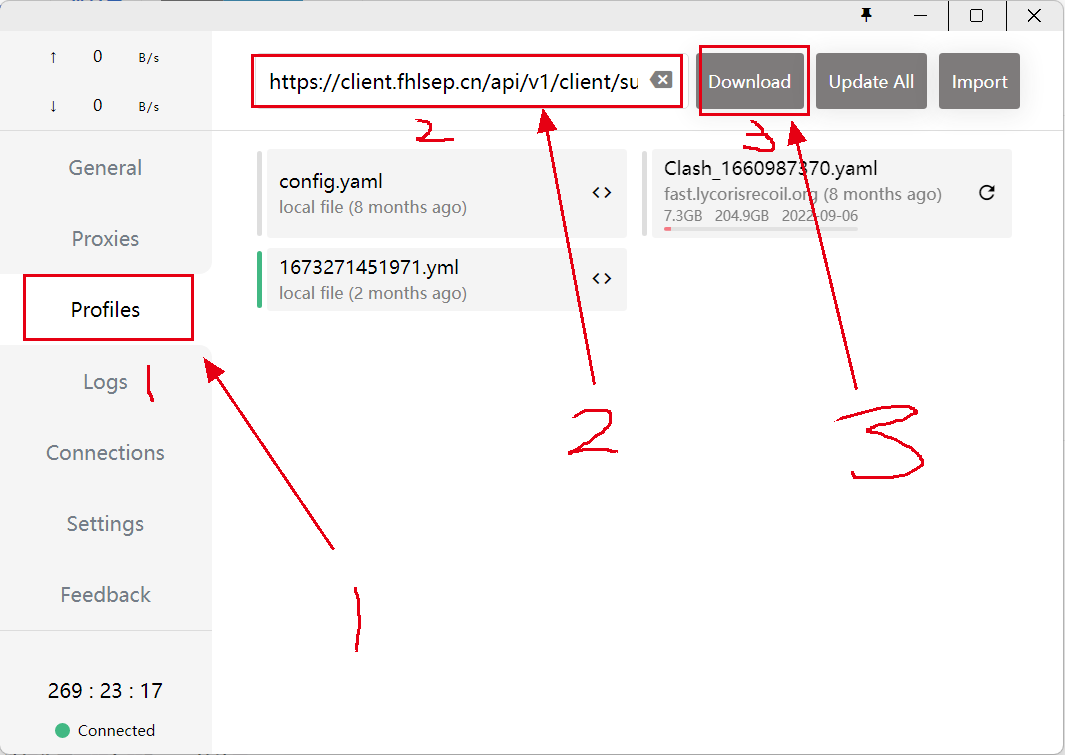 ↑ 0 B/s
↓ 0 B/s
https://client.fhlsep.cn/api/v1/client/su
Download
Update All
Import
2
3
General
Proxies
Profiles
Logs
1
Connections
Settings
Feedback
config.yaml
local file (8 months ago)
Clash_1660987370.yaml
fast.lycorisrecoil.org (8 months ago)
7.3GB 204.9GB 2022-09-06
1673271451971.yml
local file (2 months ago)
2
3
1
269 : 23 : 17
Connected